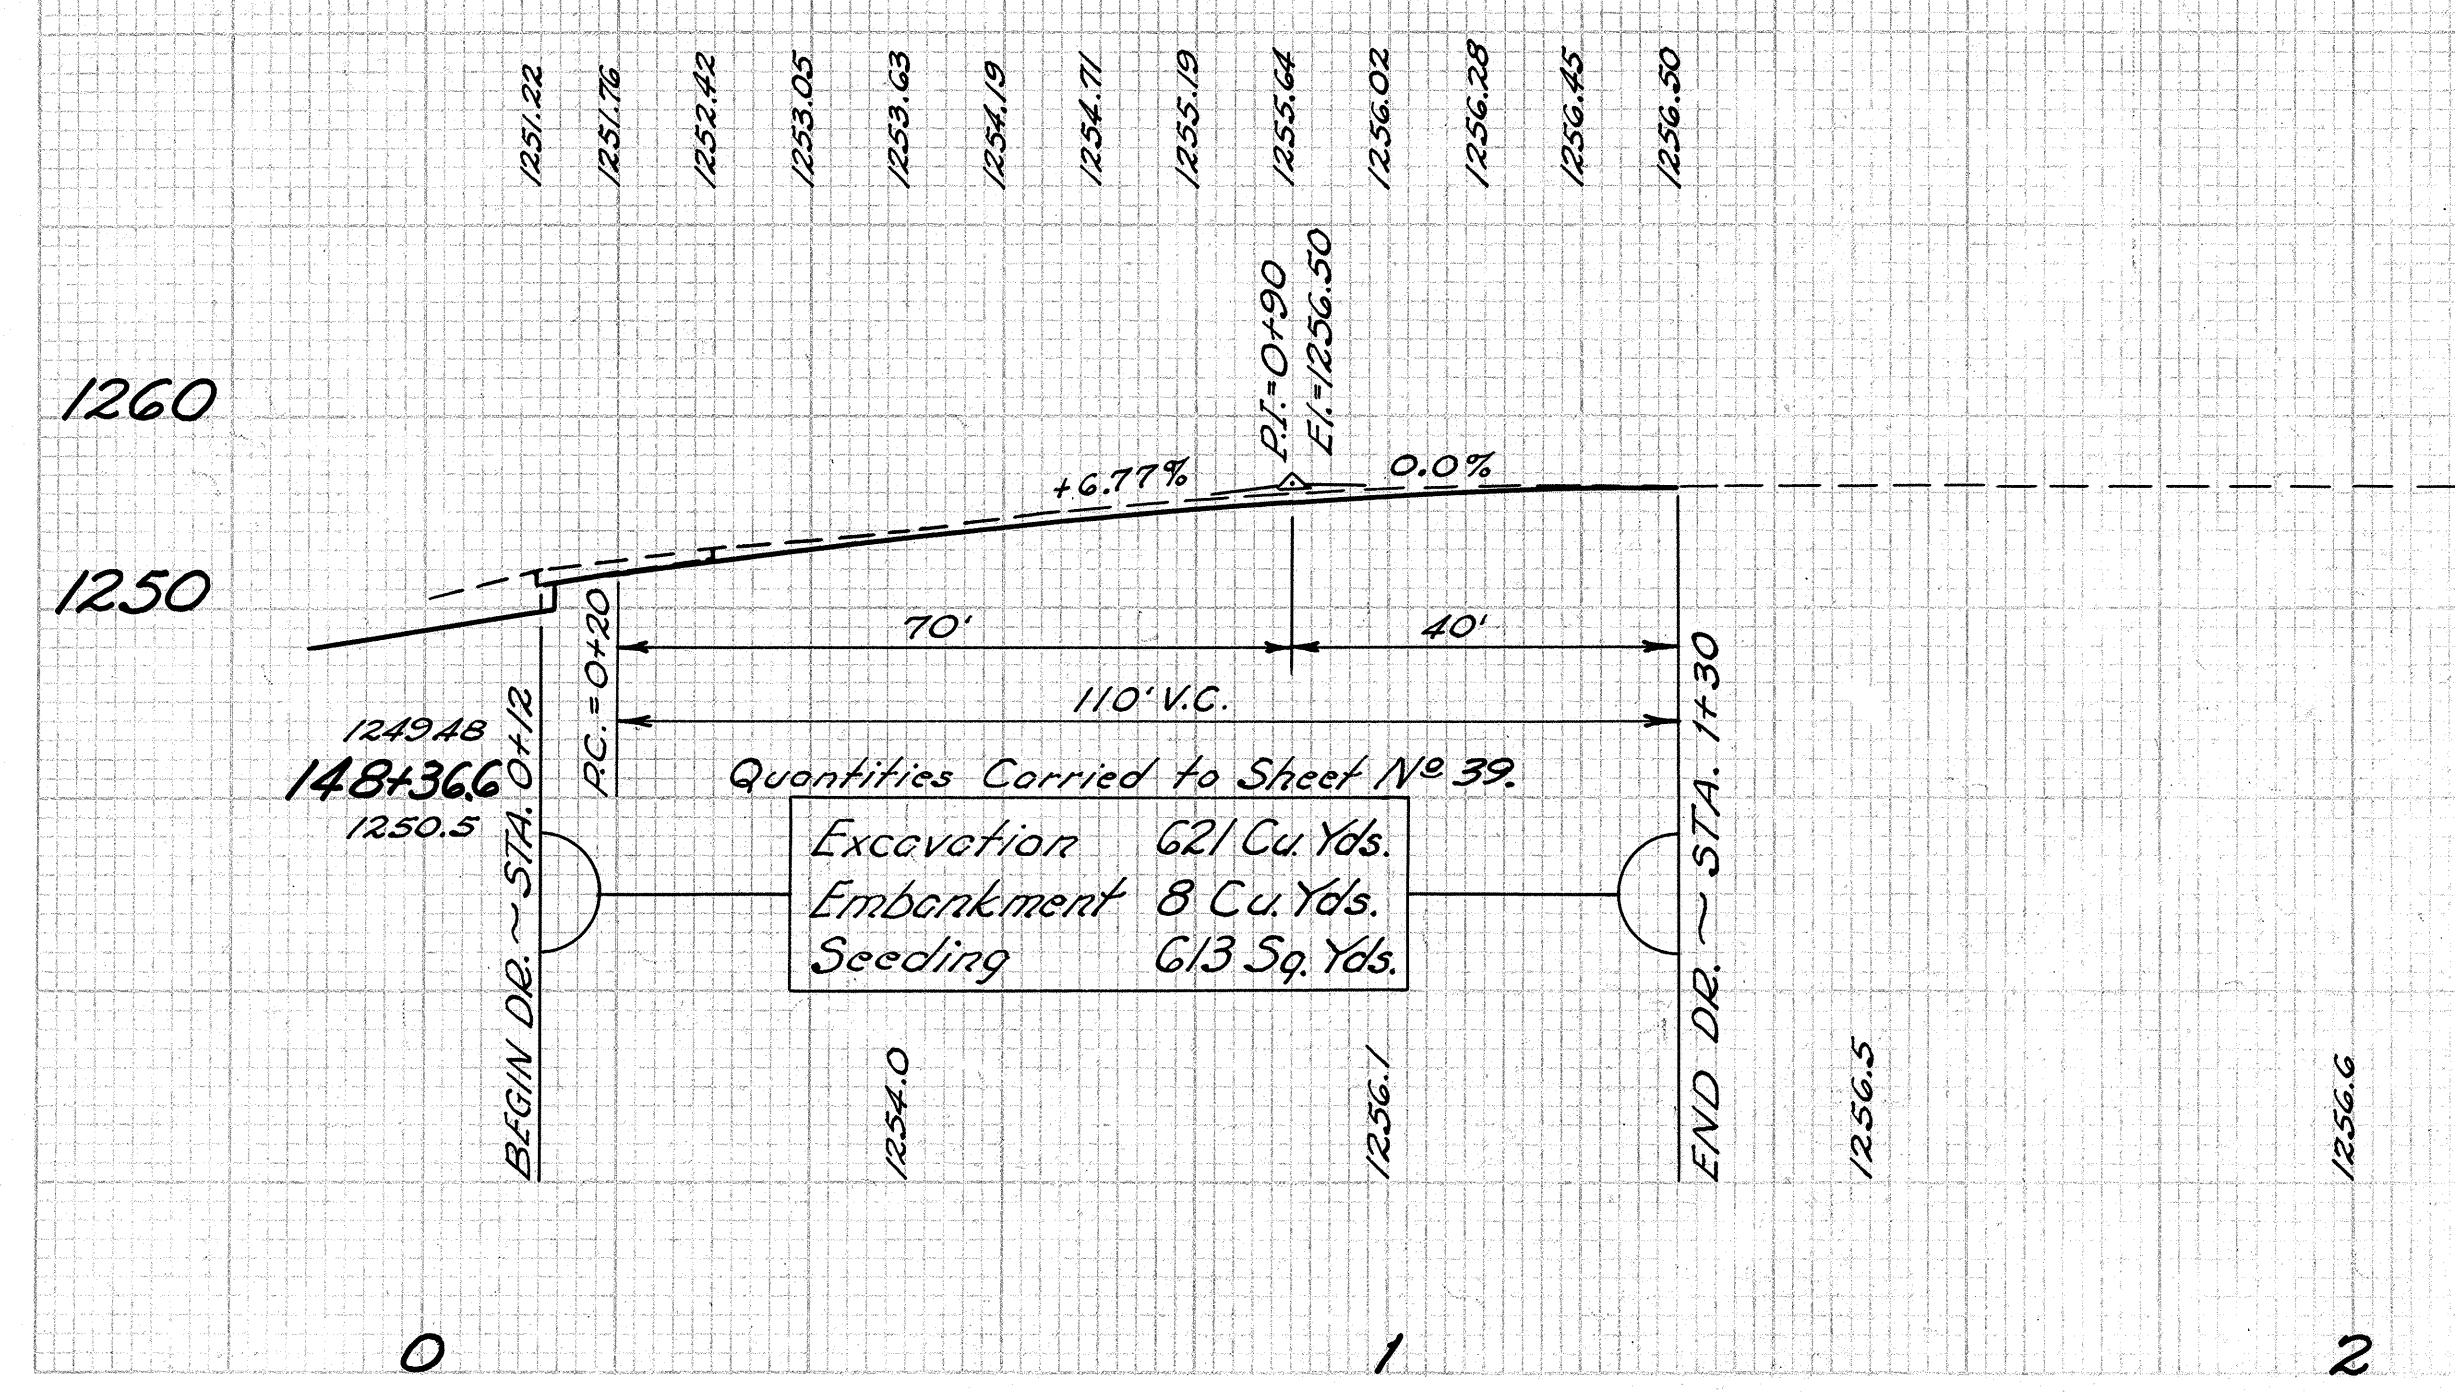 1251.22
1251.76
1252.42
1253.05
1253.63
1254.19
1254.71
1255.19
1255.64
1256.02
1256.28
1256.45
1256.50
P.I.=0+90
El.=1256.50
1260
+6.77%
0.0%
1250
70'
40'
P.C.=0+20
110' V.C.
124948
148+36.6
1250.5
BEGIN DR.~STA. 0+12
END DR.~STA. 1+30
Quantities Carried to Sheet Nº 39.
Excavation 621 Cu. Yds.
Embankment 8 Cu. Yds.
Seeding 613 Sq. Yds.
1254.0
1256.1
1256.5
1256.6
0
1
2